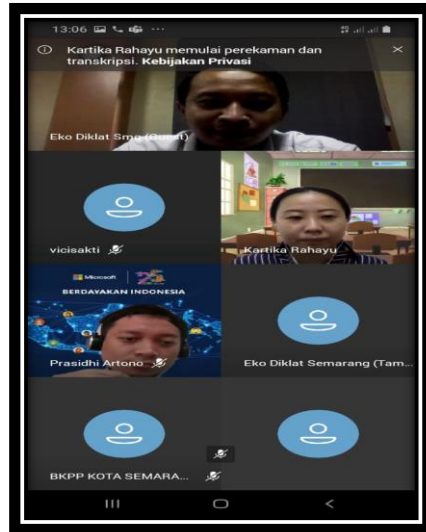 13:06
Kartika Rahayu memulai perekaman dan
transkripsi. Kebijakan Privasi
Eko Diklat Smg (Guest)
vicisakti
Kartika Rahayu
Microsoft 25
BERDAYAKAN INDONESIA
Prasidhi Artono
Eko Diklat Semarang (Tam...
BKPP KOTA SEMARA...